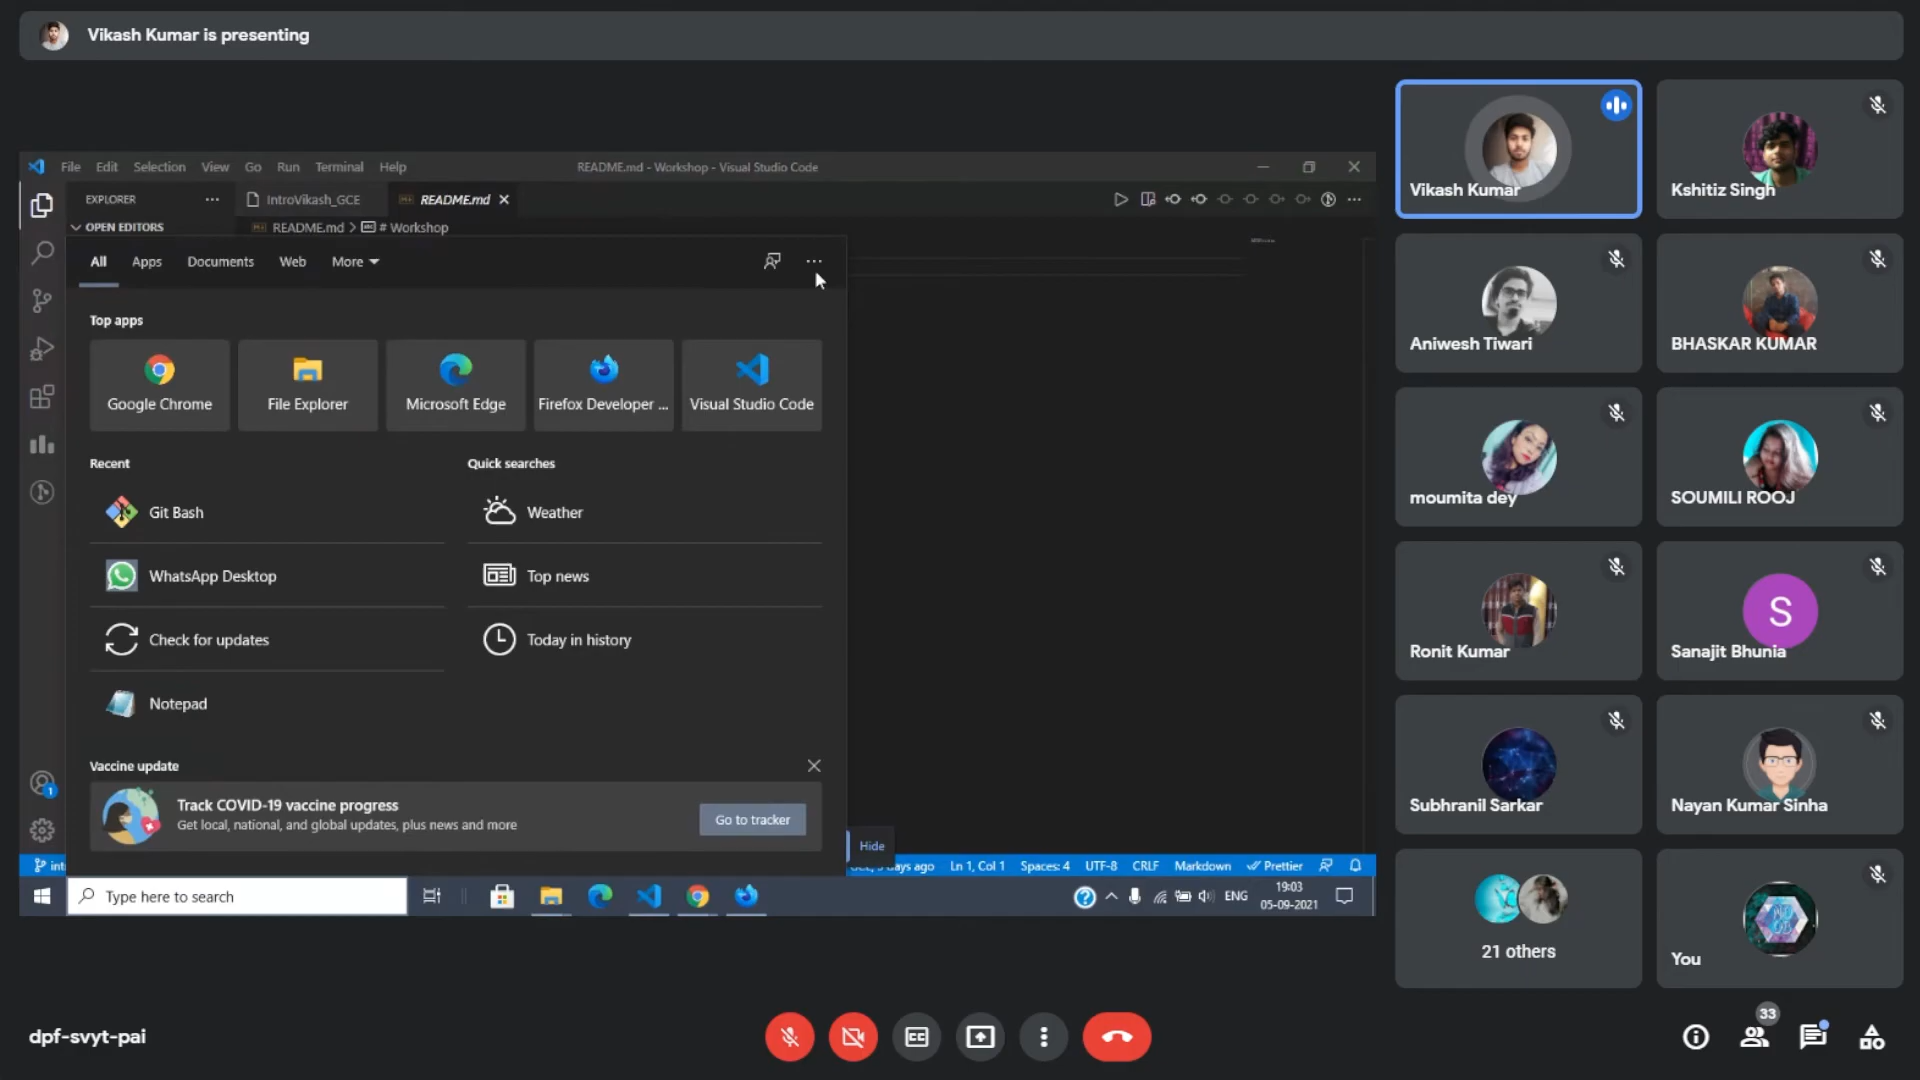 Vikash Kumar is presenting
File Edit Selection View Go Run Terminal Help
README.md - Workshop - Visual Studio Code
EXPLORER
IntroVikash_GCE
README.md
OPEN EDITORS
README.md > # Workshop
All Apps Documents Web More
Top apps
Google Chrome
File Explorer
Microsoft Edge
Firefox Developer ...
Visual Studio Code
Recent
Quick searches
Git Bash
Weather
WhatsApp Desktop
Top news
Check for updates
Today in history
Notepad
Vaccine update
Track COVID-19 vaccine progress
Get local, national, and global updates, plus news and more
Go to tracker
Hide
1
days ago Ln 1, Col 1 Spaces: 4 UTF-8 CRLF Markdown Prettier
Type here to search
ENG
19:03
05-09-2021
Vikash Kumar
Kshitiz Singh
Aniwesh Tiwari
BHASKAR KUMAR
moumita dey
SOUMILI ROOJ
Ronit Kumar
S
Sanajit Bhunia
Subhranil Sarkar
Nayan Kumar Sinha
21 others
You
dpf-svyt-pai
CC
33